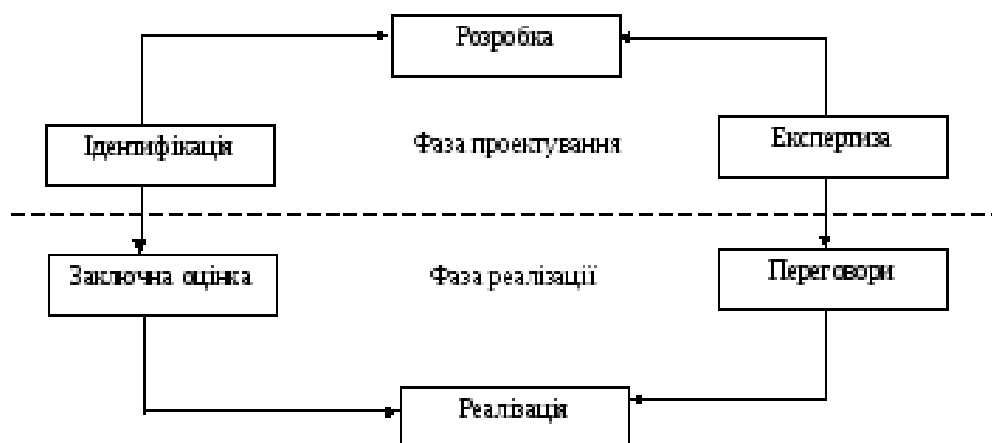 Розробка
Ідентифікація
Фаза проектування
Експертиза
Заключна оцінка
Фаза реалізації
Переговори
Реалізація